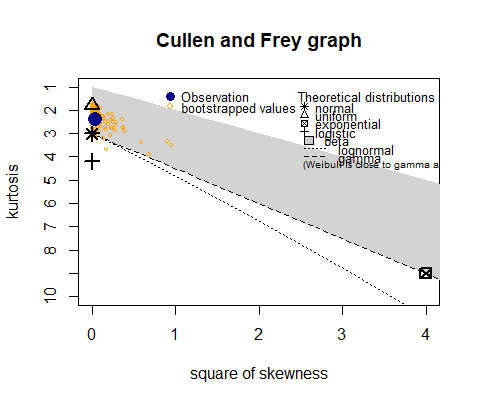 Cullen and Frey graph
Observation
bootstrapped values
Theoretical distributions
normal
uniform
exponential
logistic
beta
lognormal
gamma
(Weibull is close to gamma a
kurtosis
1
2
3
4
5
6
7
8
10
0 1 2 3 4
square of skewness